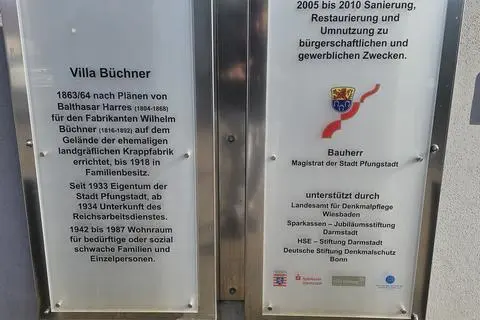 Villa Büchner
1863/64 nach Plänen von
Balthasar Harres (1804-1868)
für den Fabrikanten Wilhelm
Büchner (1816-1892) auf dem
Gelände der ehemaligen
landgräflichen Krappfabrik
errichtet, bis 1918 in
Familienbesitz.
Seit 1933 Eigentum der
Stadt Pfungstadt, ab
1934 Unterkunft des
Reichsarbeitsdienstes.
1942 bis 1987 Wohnraum
für bedürftige oder sozial
schwache Familien und
Einzelpersonen.
2005 bis 2010 Sanierung,
Restaurierung und
Umnutzung zu
bürgerschaftlichen und
gewerblichen Zwecken.
Bauherr
Magistrat der Stadt Pfungstadt
unterstützt durch
Landesamt für Denkmalpflege
Wiesbaden
Sparkassen – Jubiläumsstiftung
Darmstadt
HSE – Stiftung Darmstadt
Deutsche Stiftung Denkmalschutz
Bonn